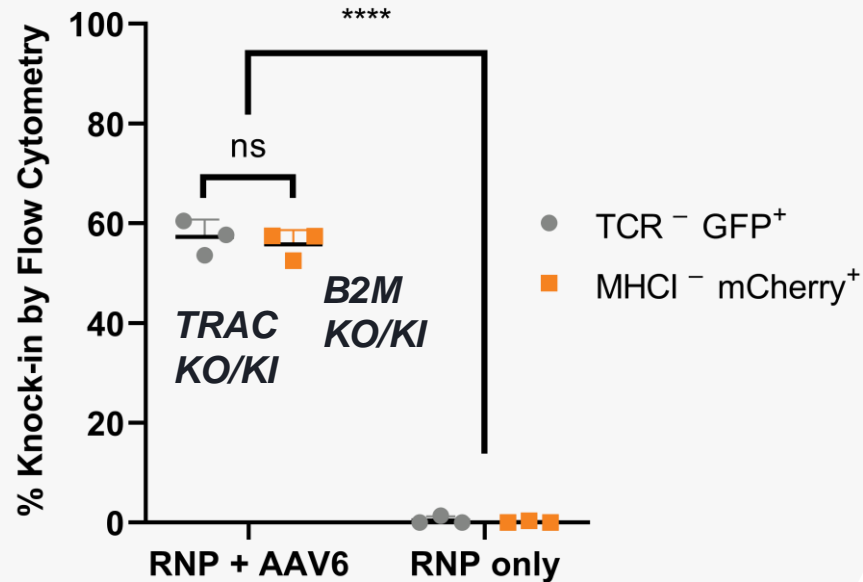 % Knock-in by Flow Cytometry
100
80
60
40
20
0
****
ns
TRAC
KO/KI
B2M
KO/KI
RNP + AAV6
RNP only
TCR ⁻ GFP⁺
MHCI ⁻ mCherry⁺